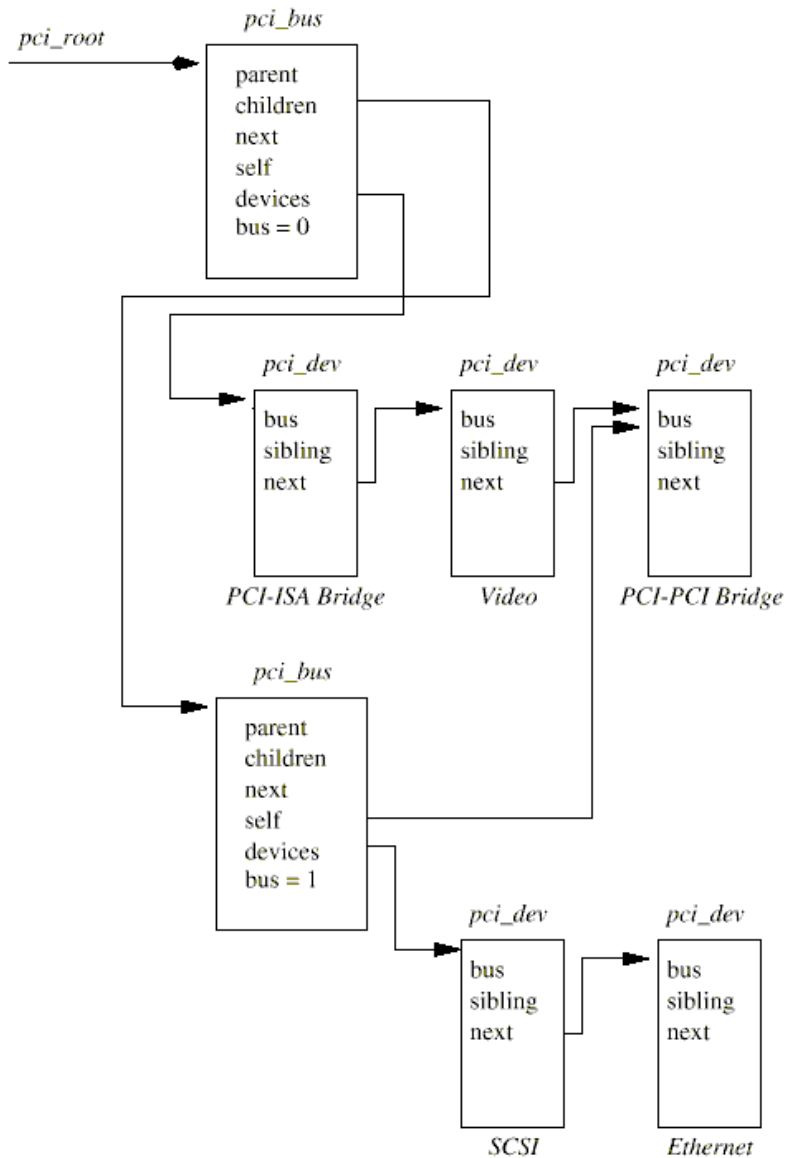 pci_bus
pci_root
parent
children
next
self
devices
bus = 0
pci_dev
pci_dev
pci_dev
bus
sibling
next
bus
sibling
next
bus
sibling
next
PCI-ISA Bridge
Video
PCI-PCI Bridge
pci_bus
parent
children
next
self
devices
bus = 1
pci_dev
pci_dev
bus
sibling
next
bus
sibling
next
SCSI
Ethernet